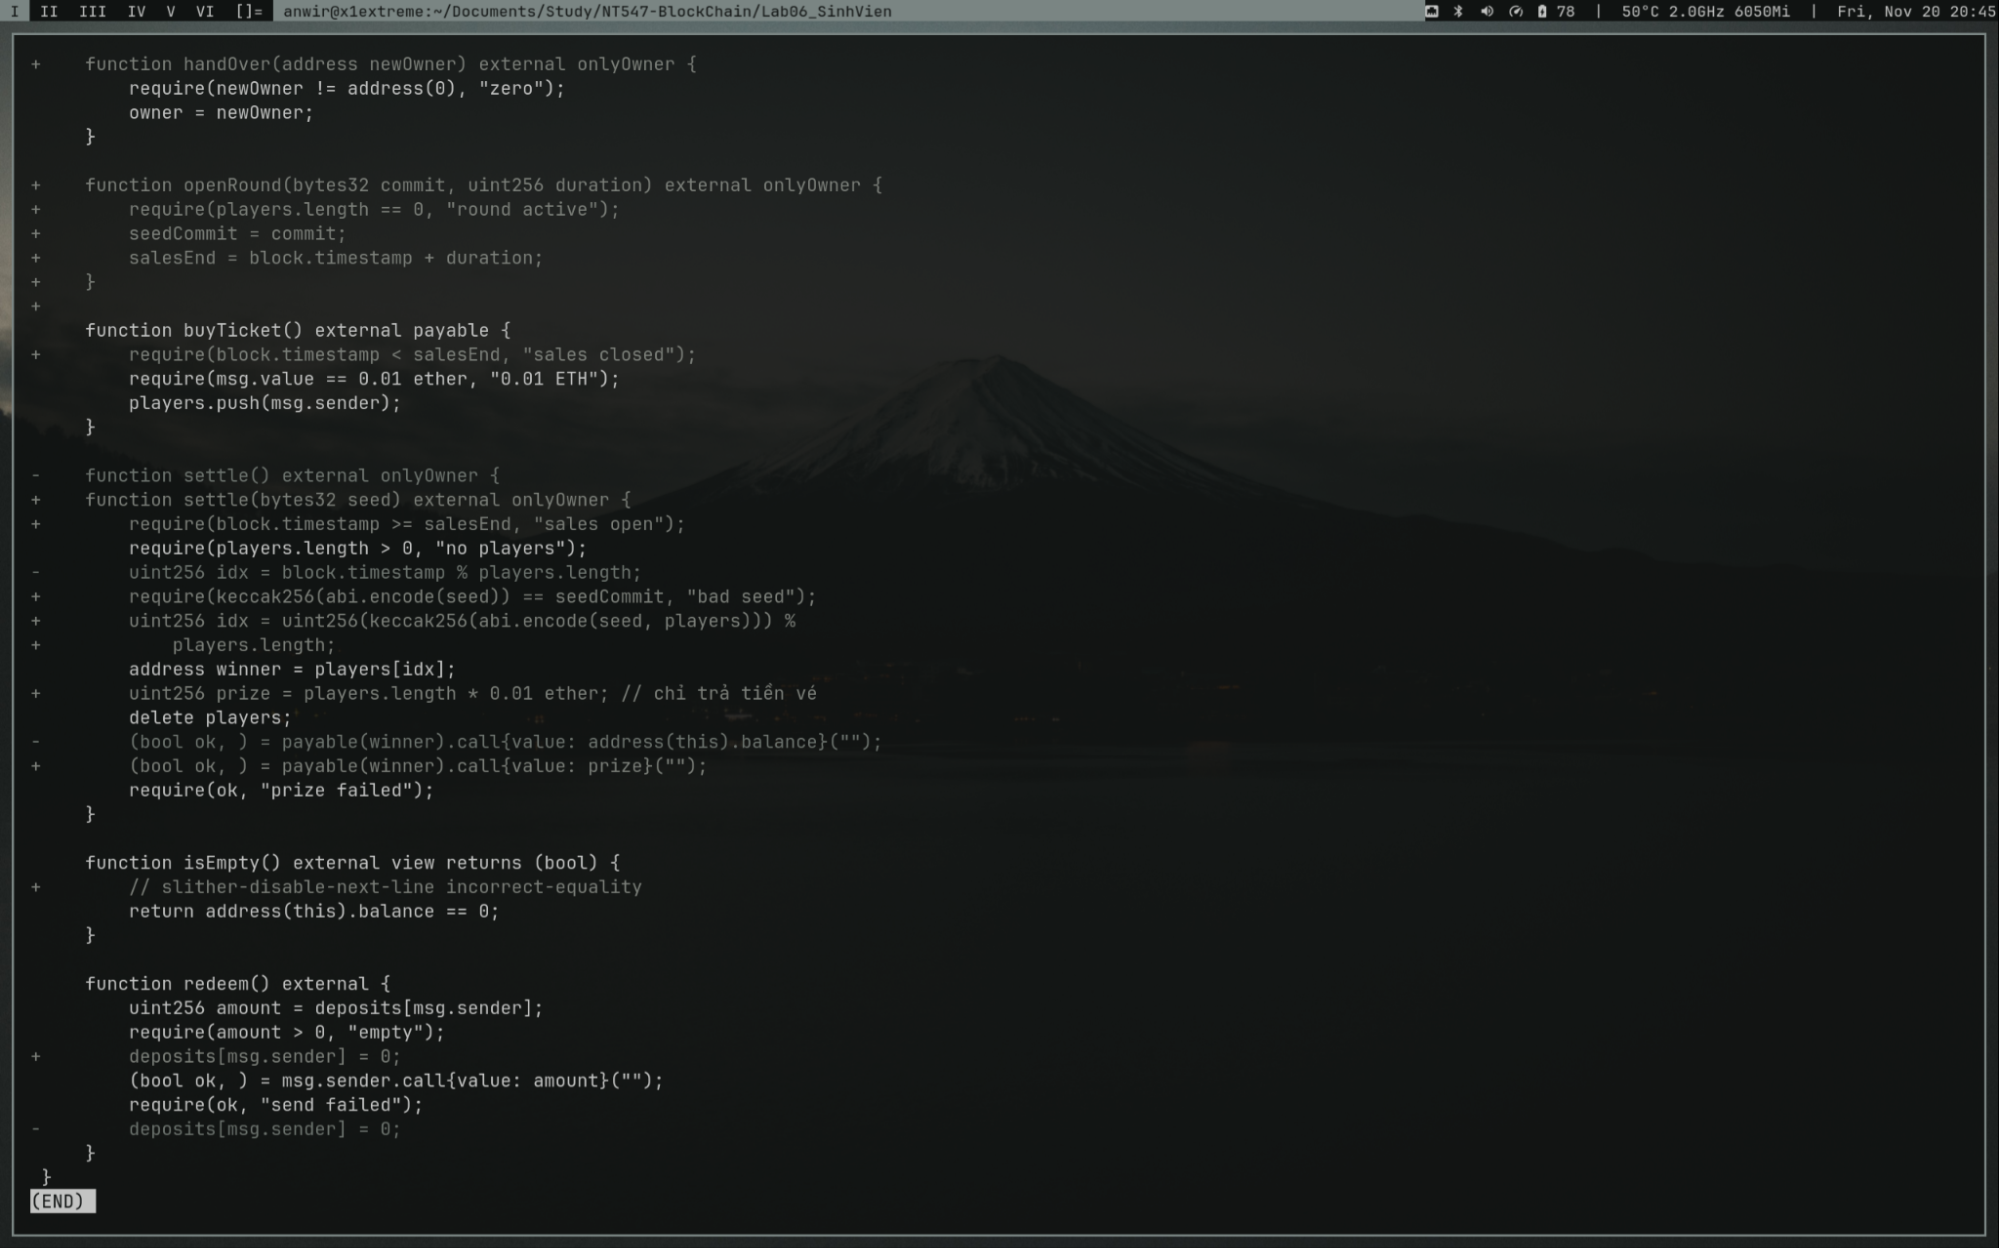 I II III IV V VI []= anwir@x1extreme:~/Documents/Study/NT547-BlockChain/Lab06_SinhVien 78 | 50°C 2.0GHz 6050Mi | Fri, Nov 20 20:45
+    function handOver(address newOwner) external onlyOwner {
         require(newOwner != address(0), "zero");
         owner = newOwner;
     }
+    function openRound(bytes32 commit, uint256 duration) external onlyOwner {
+        require(players.length == 0, "round active");
+        seedCommit = commit;
+        salesEnd = block.timestamp + duration;
+    }
+
     function buyTicket() external payable {
+        require(block.timestamp < salesEnd, "sales closed");
         require(msg.value == 0.01 ether, "0.01 ETH");
         players.push(msg.sender);
     }
-    function settle() external onlyOwner {
+    function settle(bytes32 seed) external onlyOwner {
+        require(block.timestamp >= salesEnd, "sales open");
         require(players.length > 0, "no players");
-        uint256 idx = block.timestamp % players.length;
+        require(keccak256(abi.encode(seed)) == seedCommit, "bad seed");
+        uint256 idx = uint256(keccak256(abi.encode(seed, players))) %
+            players.length;
         address winner = players[idx];
+        uint256 prize = players.length * 0.01 ether; // chỉ trả tiền vé
         delete players;
-        (bool ok, ) = payable(winner).call{value: address(this).balance}("");
+        (bool ok, ) = payable(winner).call{value: prize}("");
         require(ok, "prize failed");
     }
     function isEmpty() external view returns (bool) {
+        // slither-disable-next-line incorrect-equality
         return address(this).balance == 0;
     }
     function redeem() external {
         uint256 amount = deposits[msg.sender];
         require(amount > 0, "empty");
+        deposits[msg.sender] = 0;
         (bool ok, ) = msg.sender.call{value: amount}("");
         require(ok, "send failed");
-        deposits[msg.sender] = 0;
     }
 }
(END)